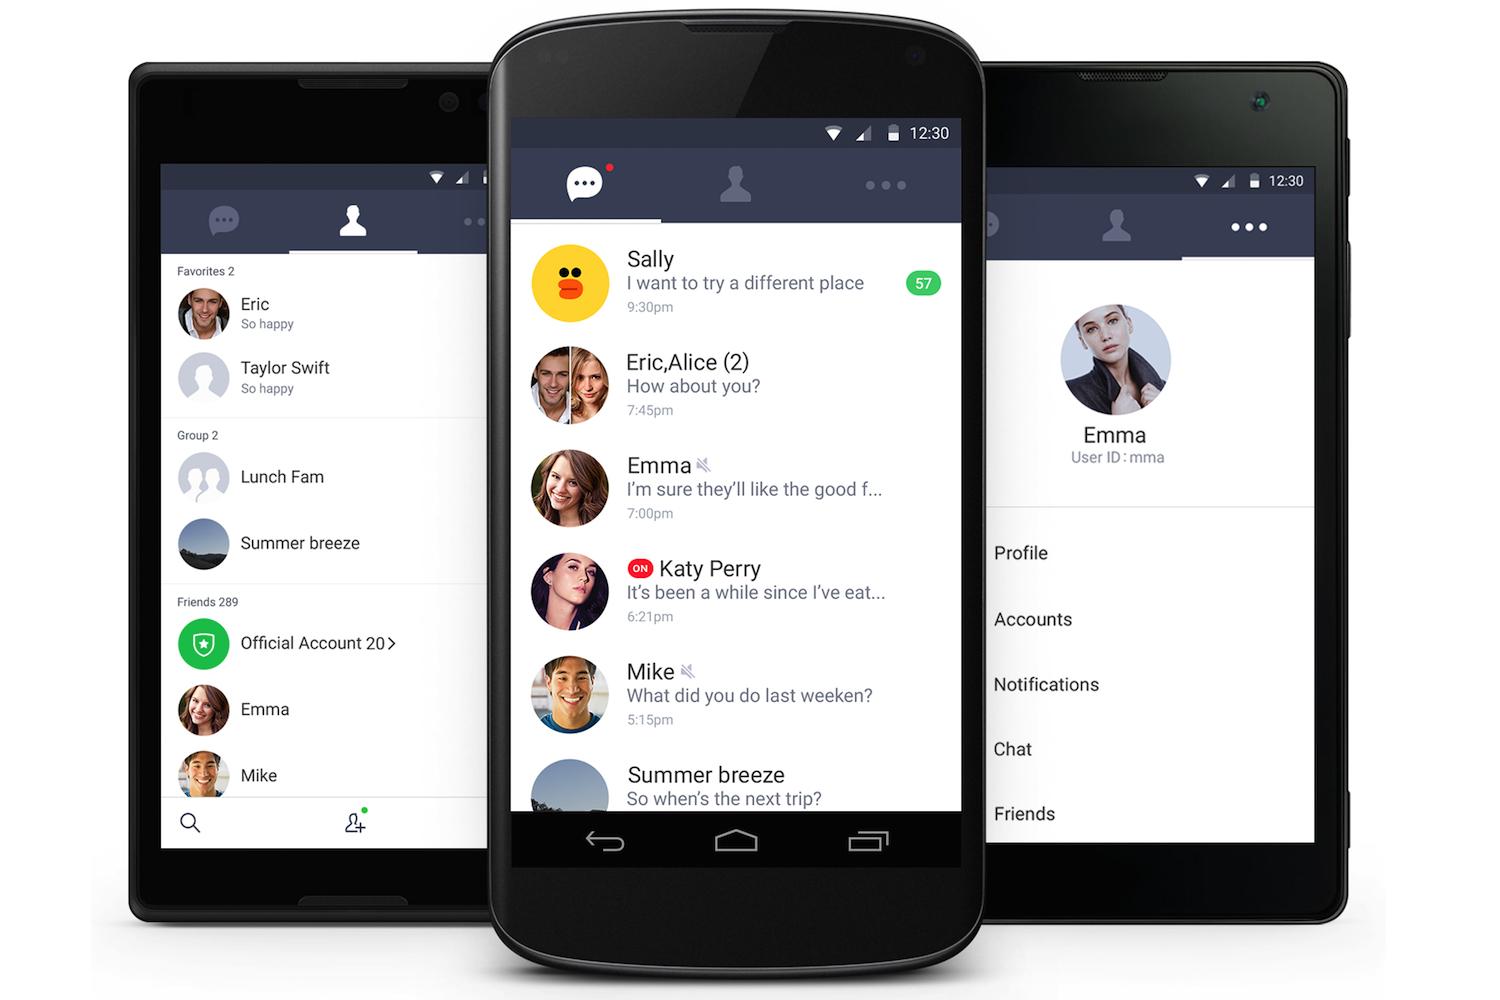 Favorites 2
Eric
So happy
Taylor Swift
So happy
Group 2
Lunch Fam
Summer breeze
Friends 289
Official Account 20>
Emma
Mike
12:30
Sally
I want to try a different place
57
9:30pm
Eric,Alice (2)
How about you?
7:45pm
Emma
I'm sure they'll like the good f...
7:00pm
ON Katy Perry
It's been a while since I've eat...
6:21pm
Mike
What did you do last weeken?
5:15pm
Summer breeze
So when's the next trip?
12:30
Emma
User ID:mma
Profile
Accounts
Notifications
Chat
Friends